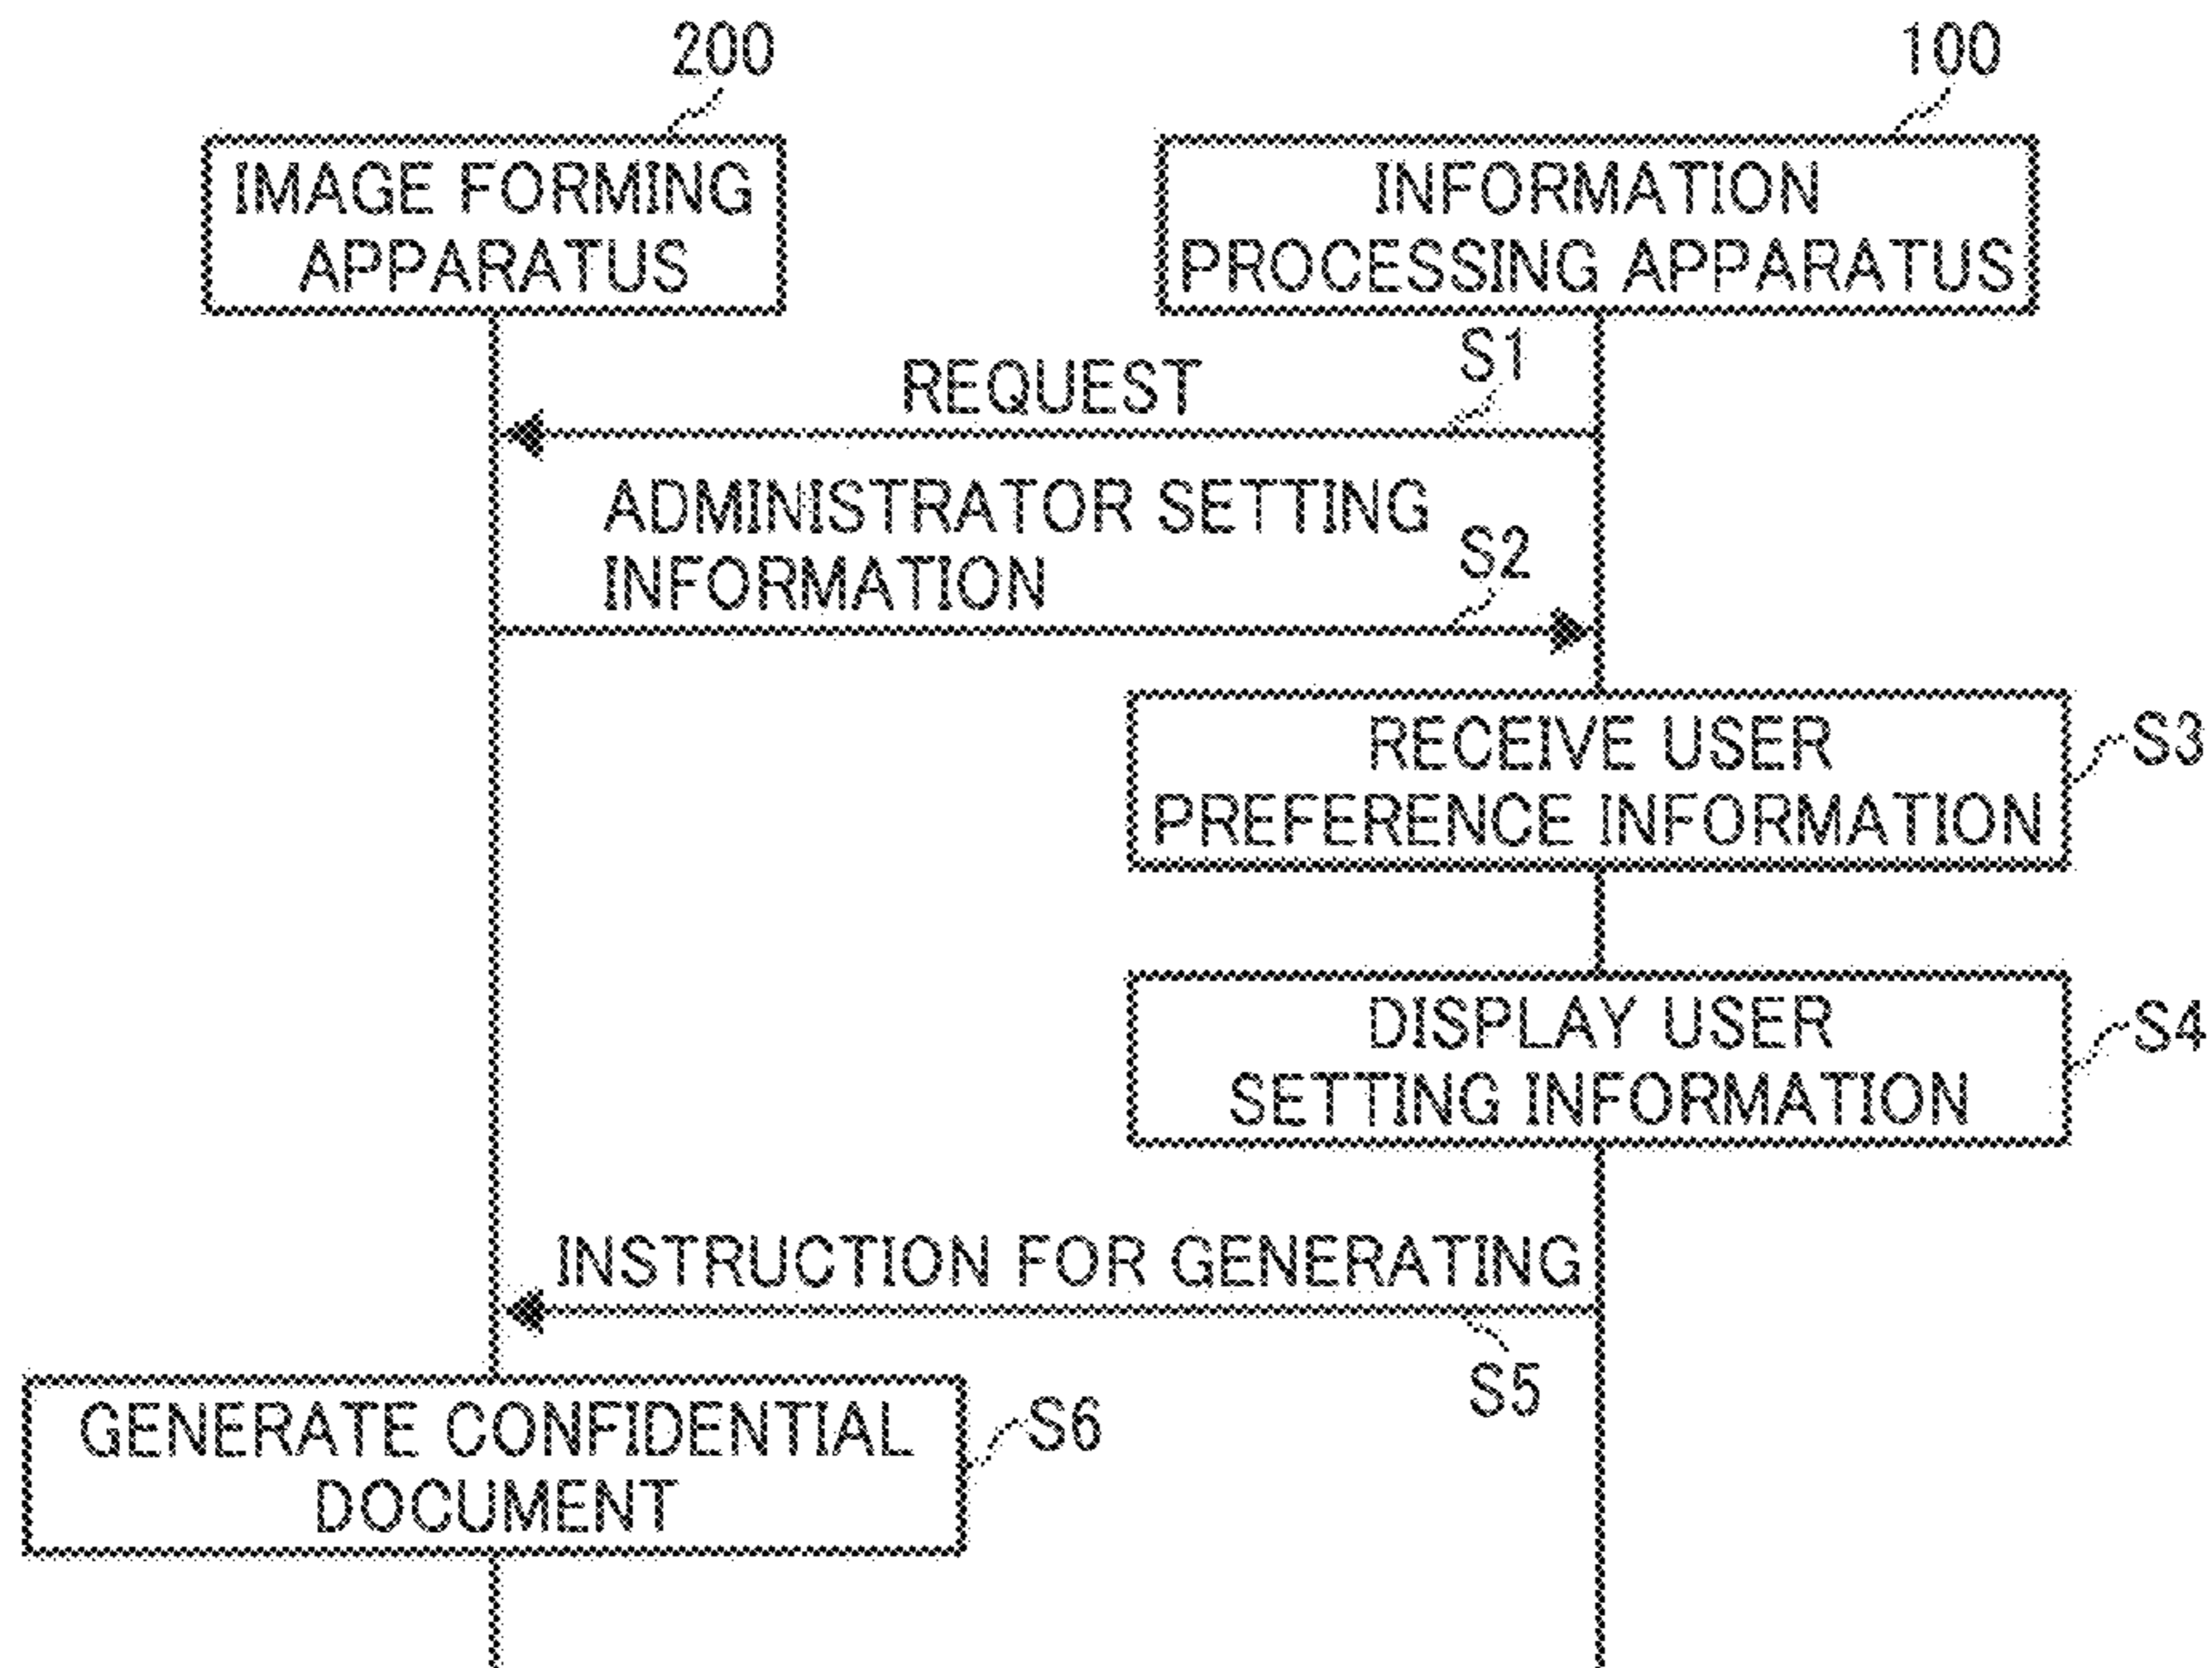 200
100
IMAGE FORMING
APPARATUS
INFORMATION
PROCESSING APPARATUS
S1
REQUEST
ADMINISTRATOR SETTING
INFORMATION
S2
RECEIVE USER
PREFERENCE INFORMATION
S3
DISPLAY USER
SETTING INFORMATION
S4
INSTRUCTION FOR GENERATING
S5
GENERATE CONFIDENTIAL
DOCUMENT
S6